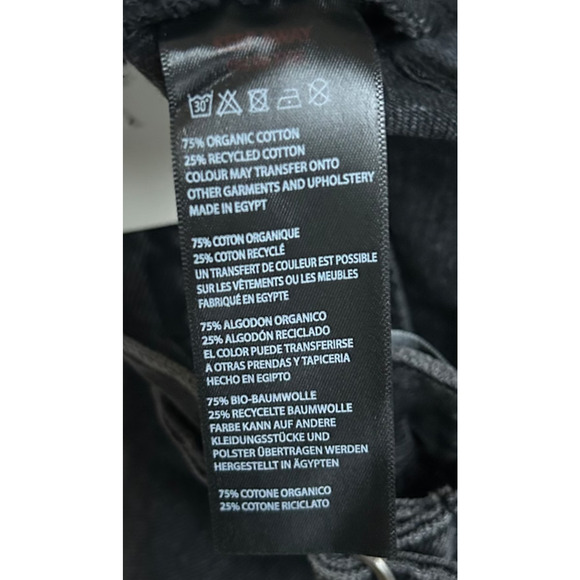 30°
75% ORGANIC COTTON
25% RECYCLED COTTON
COLOUR MAY TRANSFER ONTO
OTHER GARMENTS AND UPHOLSTERY
MADE IN EGYPT
75% COTON ORGANIQUE
25% COTON RECYCLÉ
UN TRANSFERT DE COULEUR EST POSSIBLE
SUR LES VÊTEMENTS OU LES MEUBLES
FABRIQUÉ EN EGYPTE
75% ALGODON ORGANICO
25% ALGODÓN RECICLADO
EL COLOR PUEDE TRANSFERIRSE
A OTRAS PRENDAS Y TAPICERIA
HECHO EN EGIPTO
75% BIO-BAUMWOLLE
25% RECYCELTE BAUMWOLLE
FARBE KANN AUF ANDERE
KLEIDUNGSSTÜCKE UND
POLSTER ÜBERTRAGEN WERDEN
HERGESTELLT IN ÄGYPTEN
75% COTONE ORGANICO
25% COTONE RICICLATO